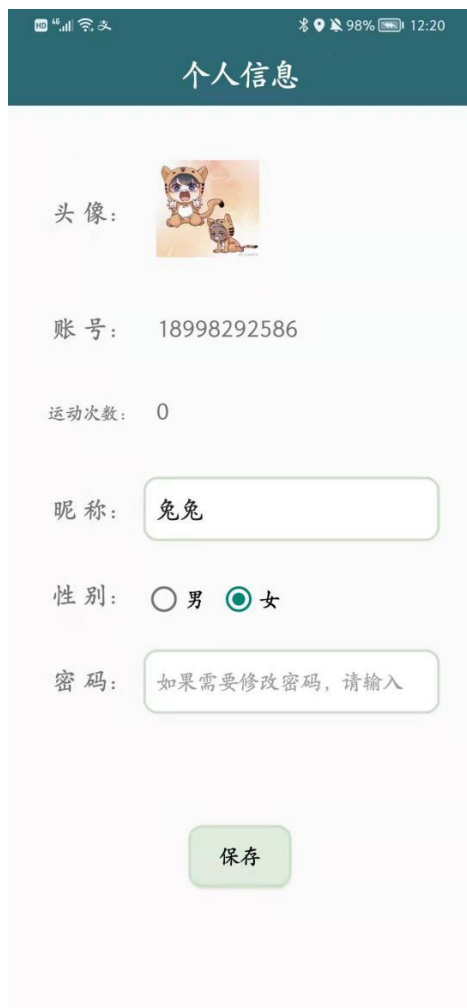 HD 46 98% 12:20
个人信息
头 像：
账 号： 18998292586
运动次数： 0
昵 称： 兔兔
性 别： 男 女
密 码： 如果需要修改密码，请输入
保存